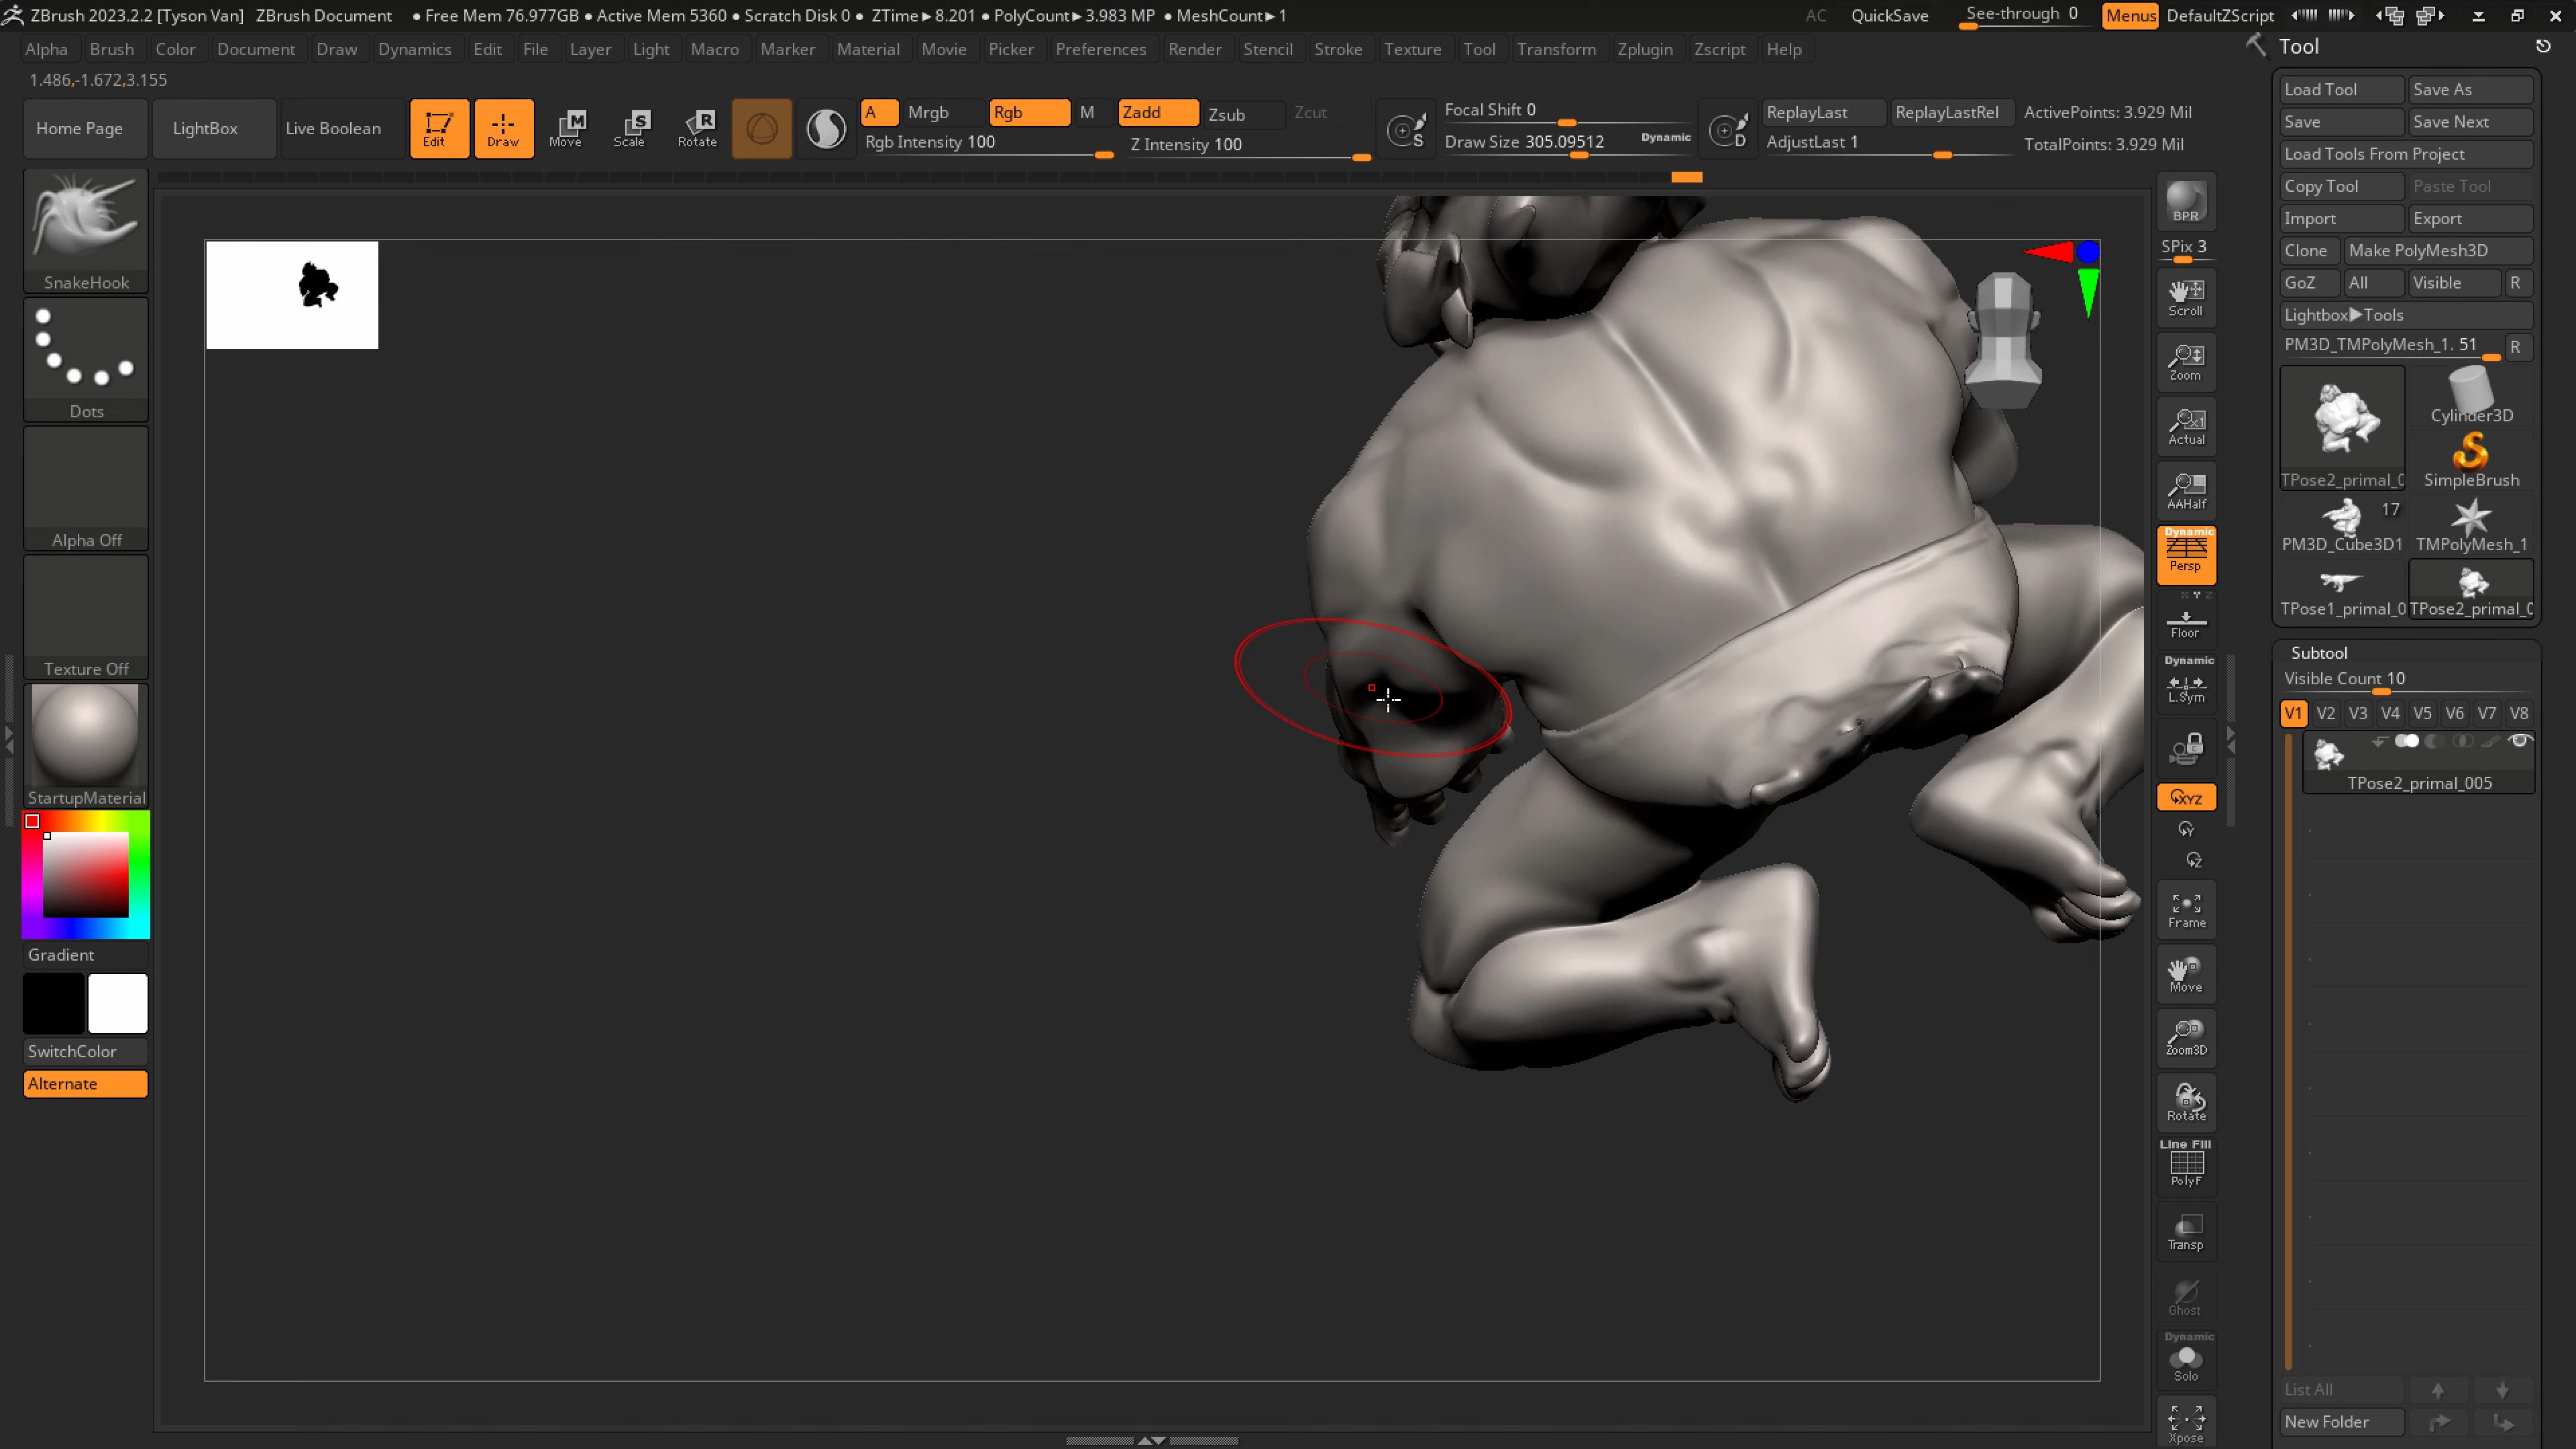 ZBrush 2023.2.2 [Tyson Van] ZBrush Document ● Free Mem 76.977GB ● Active Mem 5360 ● Scratch Disk 0 ● ZTime►8.201 ● PolyCount►3.983 MP ● MeshCount►1 AC QuickSave See-through 0 Menus DefaultZScript
Alpha Brush Color Document Draw Dynamics Edit File Layer Light Macro Marker Material Movie Picker Preferences Render Stencil Stroke Texture Tool Transform Zplugin Zscript Help
1.486,-1.672,3.155
Home Page LightBox Live Boolean Edit Draw Move Scale Rotate
A Mrgb Rgb M Zadd Zsub Zcut
Rgb Intensity 100 Z Intensity 100
Focal Shift 0
Draw Size 305.09512 Dynamic
ReplayLast ReplayLastRel ActivePoints: 3.929 Mil
AdjustLast 1 TotalPoints: 3.929 Mil
SnakeHook
Dots
Alpha Off
Texture Off
StartupMaterial
Gradient
SwitchColor
Alternate
BPR
SPix 3
Scroll
Zoom
Actual
AAHalf
Dynamic
Persp
Floor
Dynamic
L.Sym
XYZ
Y
Z
Frame
Move
Zoom3D
Rotate
Line Fill
PolyF
Transp
Ghost
Dynamic
Solo
Xpose
Tool
Load Tool Save As
Save Save Next
Load Tools From Project
Copy Tool Paste Tool
Import Export
Clone Make PolyMesh3D
GoZ All Visible R
Lightbox►Tools
PM3D_TMPolyMesh_1. 51 R
Cylinder3D
TPose2_primal_0 SimpleBrush
17
PM3D_Cube3D1 TMPolyMesh_1
TPose1_primal_0 TPose2_primal_0
Subtool
Visible Count 10
V1 V2 V3 V4 V5 V6 V7 V8
TPose2_primal_005
List All
New Folder